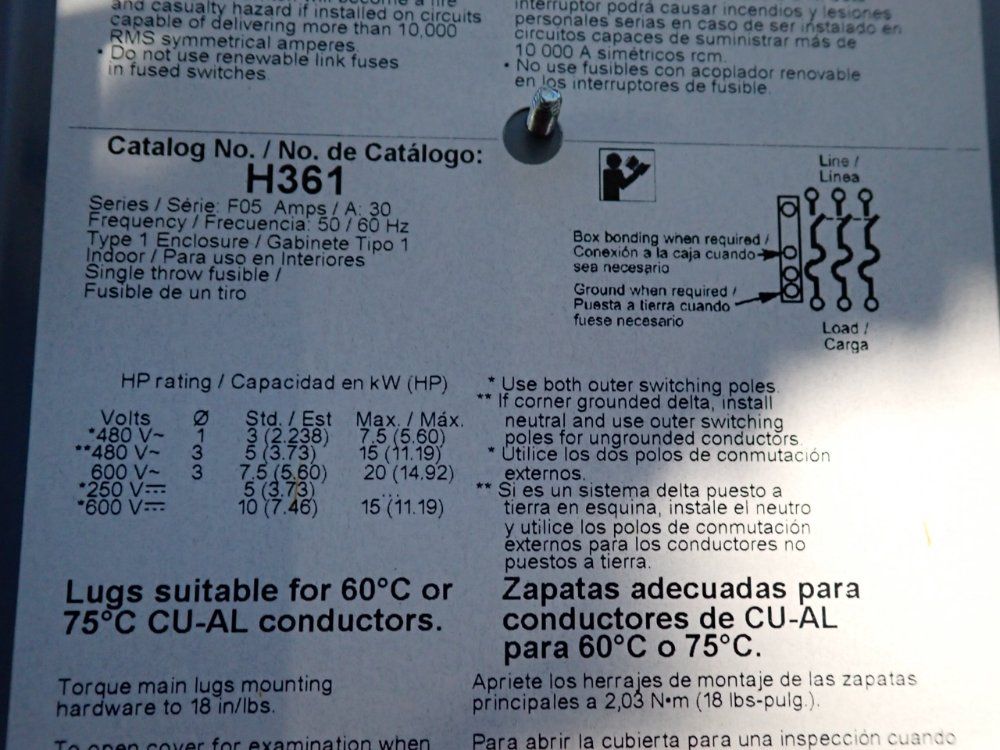 and casualty hazard if installed on circuits
capable of delivering more than 10,000
RMS symmetrical amperes
• Do not use renewable link fuses
in fused switches
interruptor podrá causar incendios y lesiones
personales serias en caso de ser instalado en
circuitos capaces de suministrar más de
10 000 A simétricos rcm.
• No use fusibles con acoplador renovable
en los interruptores de fusible.
Catalog No. / No. de Catálogo:
H361
Series / Série: F05 Amps / A: 30
Frequency / Frecuencia: 50 / 60 Hz
Type 1 Enclosure / Gabinete Tipo 1
Indoor / Para uso en Interiores
Single throw fusible /
Fusible de un tiro
Line /
Linea
Box bonding when required /
Conexión a la caja cuando
sea necesario
Ground when required /
Puesta a tierra cuando
fuese necesario
Load /
Carga
HP rating / Capacidad en kW (HP)
Volts Ø Std. / Est Max. / Máx.
*480 V~ 1 3 (2.238) 7.5 (5.60)
**480 V~ 3 5 (3.73) 15 (11.19)
600 V~ 3 7.5 (5.60) 20 (14.92)
*250 V⎓ 5 (3.73) ....
*600 V⎓ 10 (7.46) 15 (11.19)
* Use both outer switching poles.
** If corner grounded delta, install
neutral and use outer switching
poles for ungrounded conductors.
* Utilice los dos polos de conmutación
externos.
** Si es un sistema delta puesto a
tierra en esquina, instale el neutro
y utilice los polos de conmutación
externos para los conductores no
puestos a tierra.
Lugs suitable for 60°C or
75°C CU-AL conductors.
Zapatas adecuadas para
conductores de CU-AL
para 60°C o 75°C.
Torque main lugs mounting
hardware to 18 in/lbs.
Apriete los herrajes de montaje de las zapatas
principales a 2,03 N•m (18 lbs-pulg.).
To open cover for examination when
Para abrir la cubierta para una inspección cuando